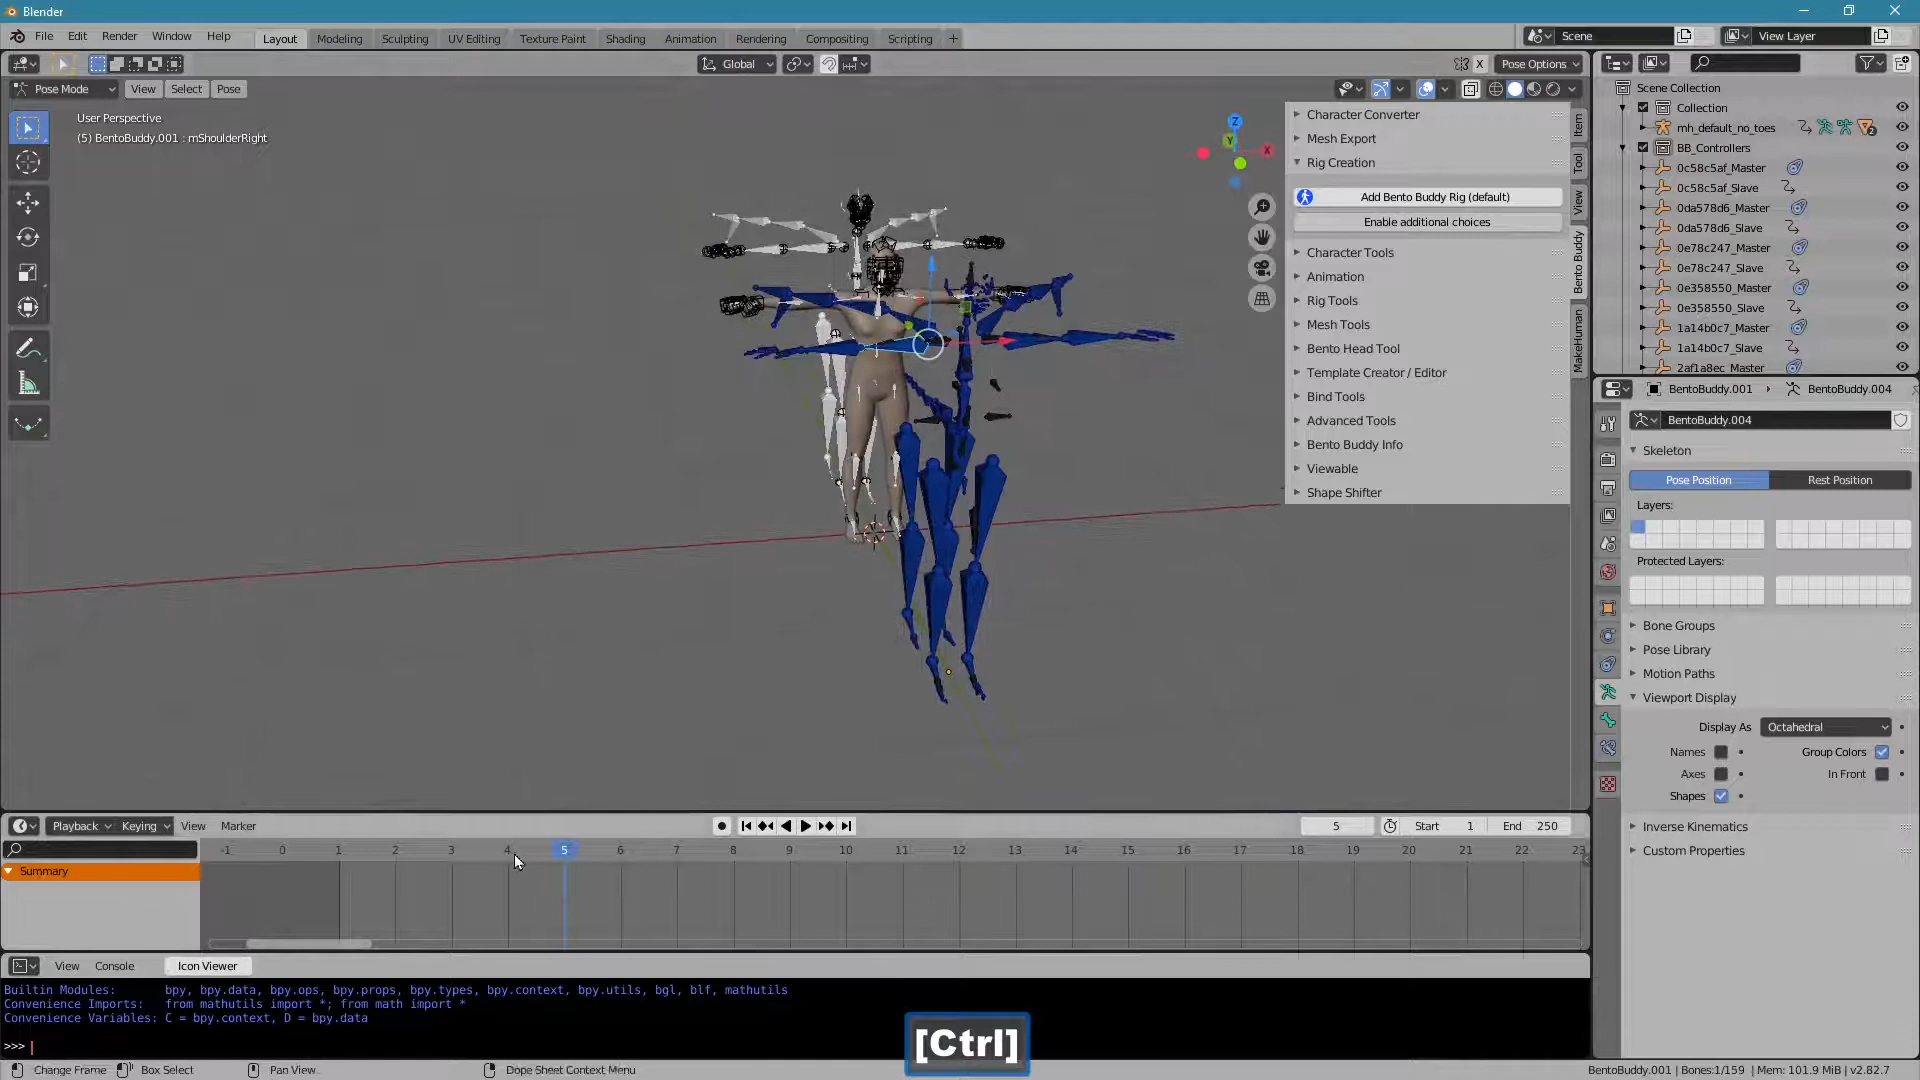 Blender
File Edit Render Window Help Layout Modeling Sculpting UV Editing Texture Paint Shading Animation Rendering Compositing Scripting + Scene View Layer
Global X Pose Options
Pose Mode View Select Pose
User Perspective
(5) BentoBuddy.001 : mShoulderRight
Z
Y
X
Character Converter
Mesh Export
Rig Creation
Add Bento Buddy Rig (default)
Enable additional choices
Character Tools
Animation
Rig Tools
Mesh Tools
Bento Head Tool
Template Creator / Editor
Bind Tools
Advanced Tools
Bento Buddy Info
Viewable
Shape Shifter
Item
Tool
View
Bento Buddy
MakeHuman
Scene Collection
Collection
mh_default_no_toes 2
BB_Controllers
0c58c5af_Master
0c58c5af_Slave
0da578d6_Master
0da578d6_Slave
0e78c247_Master
0e78c247_Slave
0e358550_Master
0e358550_Slave
1a14b0c7_Master
1a14b0c7_Slave
2af1a8ec_Master
BentoBuddy.001 BentoBuddy.004
BentoBuddy.004
Skeleton
Pose Position Rest Position
Layers:
Protected Layers:
Bone Groups
Pose Library
Motion Paths
Viewport Display
Display As Octahedral
Names Group Colors
Axes In Front
Shapes
Inverse Kinematics
Custom Properties
Playback Keying View Marker 5 Start 1 End 250
-1 0 1 2 3 4 5 6 7 8 9 10 11 12 13 14 15 16 17 18 19 20 21 22 23
Summary
View Console Icon Viewer
Builtin Modules: bpy, bpy.data, bpy.ops, bpy.props, bpy.types, bpy.context, bpy.utils, bgl, blf, mathutils
Convenience Imports: from mathutils import *; from math import *
Convenience Variables: C = bpy.context, D = bpy.data
>>>
[Ctrl]
Change Frame Box Select Pan View Dope Sheet Context Menu BentoBuddy.001 | Bones:1/159 | Mem: 101.9 MiB | v2.82.7